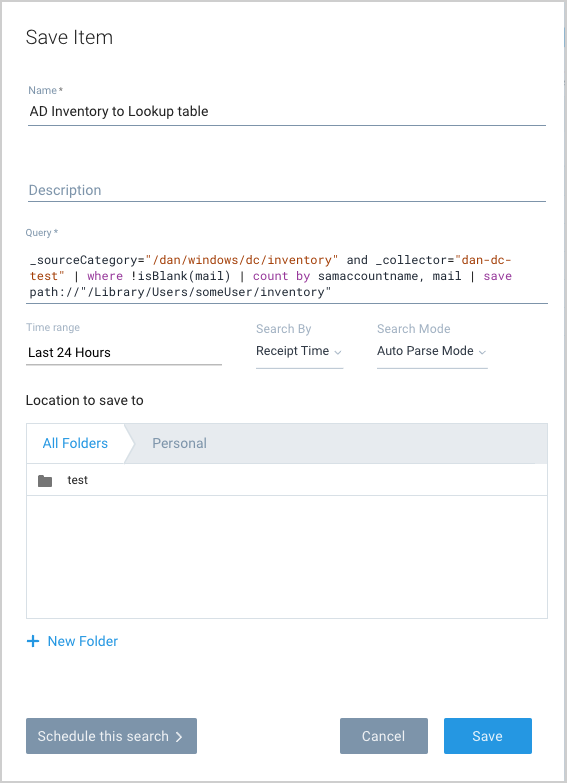 Save Item
Name *
AD Inventory to Lookup table
Description
Query *
_sourceCategory="/dan/windows/dc/inventory" and _collector="dan-dc-
test" | where !isBlank(mail) | count by samaccountname, mail | save
path://"/Library/Users/someUser/inventory"
Time range
Search By
Search Mode
Last 24 Hours
Receipt Time
Auto Parse Mode
Location to save to
All Folders
Personal
test
+ New Folder
Schedule this search >
Cancel
Save